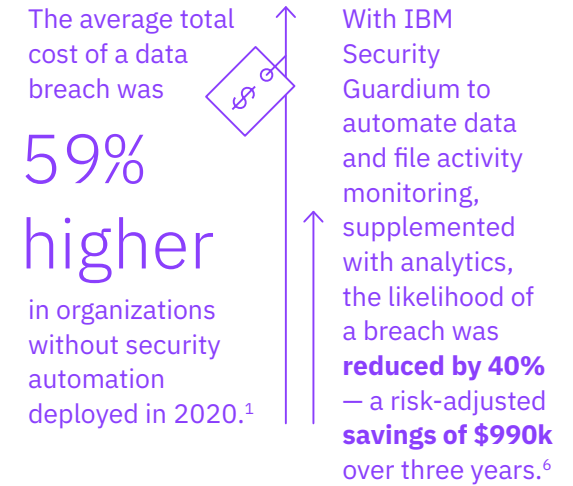 The average total
cost of a data
breach was
59%
higher
in organizations
without security
automation
deployed in 2020.¹
$
With IBM
Security
Guardium to
automate data
and file activity
monitoring,
supplemented
with analytics,
the likelihood of
a breach was
reduced by 40%
— a risk-adjusted
savings of $990k
over three years.⁶